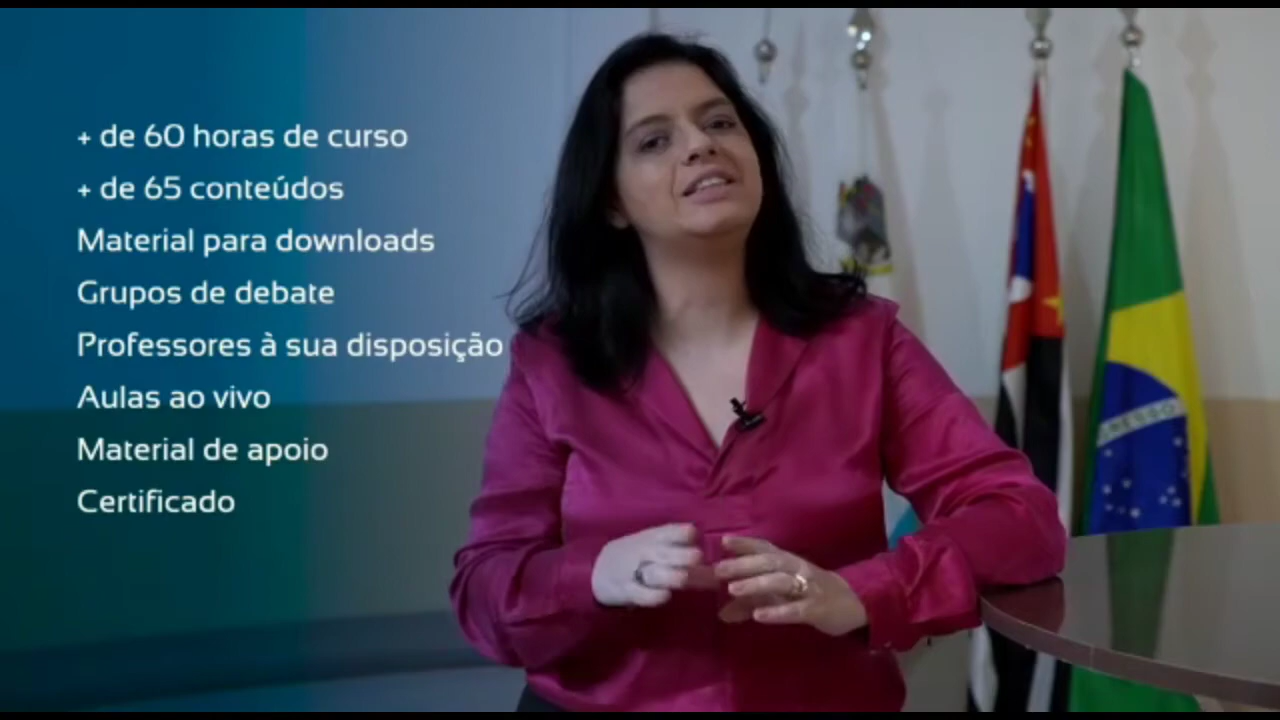 + de 60 horas de curso
+ de 65 conteúdos
Material para downloads
Grupos de debate
Professores à sua disposição
Aulas ao vivo
Material de apoio
Certificado